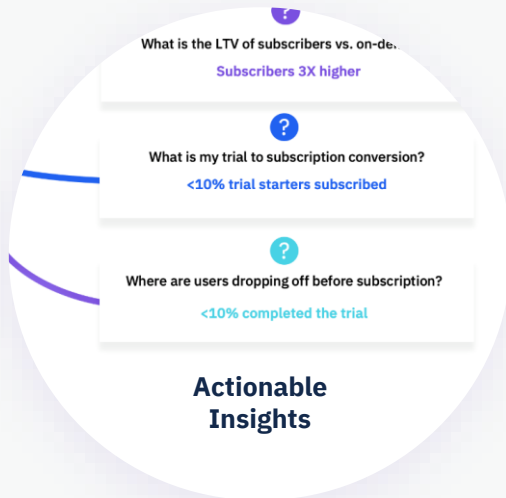 ?
What is the LTV of subscribers vs. on-de
Subscribers 3X higher
?
What is my trial to subscription conversion?
<10% trial starters subscribed
?
Where are users dropping off before subscription?
<10% completed the trial
Actionable
Insights